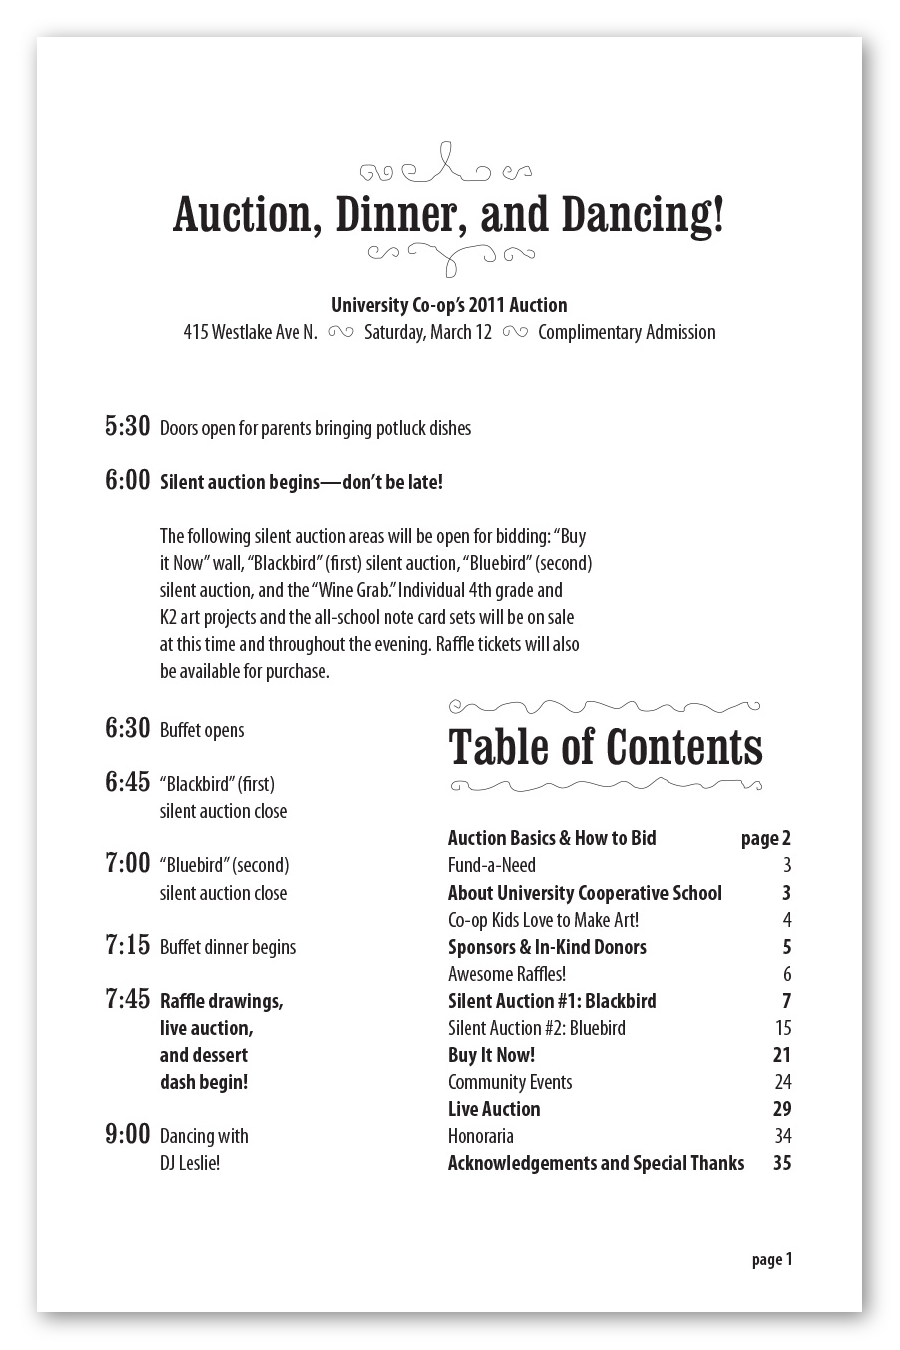 Auction, Dinner, and Dancing!
University Co-op's 2011 Auction
415 Westlake Ave N. Saturday, March 12 Complimentary Admission
5:30 Doors open for parents bringing potluck dishes
6:00 Silent auction begins—don't be late!
The following silent auction areas will be open for bidding: "Buy
it Now" wall, "Blackbird" (first) silent auction, "Bluebird" (second)
silent auction, and the "Wine Grab." Individual 4th grade and
K2 art projects and the all-school note card sets will be on sale
at this time and throughout the evening. Raffle tickets will also
be available for purchase.
6:30 Buffet opens
6:45 "Blackbird" (first)
silent auction close
7:00 "Bluebird" (second)
silent auction close
7:15 Buffet dinner begins
7:45 Raffle drawings,
live auction,
and dessert
dash begin!
9:00 Dancing with
DJ Leslie!
Table of Contents
Auction Basics & How to Bid page 2
Fund-a-Need 3
About University Cooperative School 3
Co-op Kids Love to Make Art! 4
Sponsors & In-Kind Donors 5
Awesome Raffles! 6
Silent Auction #1: Blackbird 7
Silent Auction #2: Bluebird 15
Buy It Now! 21
Community Events 24
Live Auction 29
Honoraria 34
Acknowledgements and Special Thanks 35
page 1